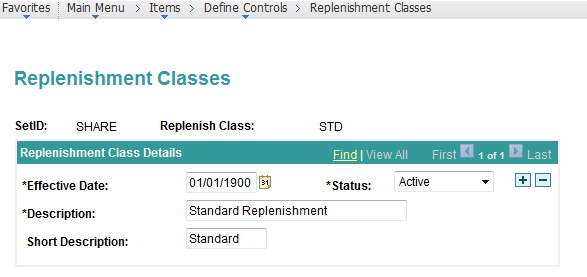 Favorites Main Menu > Items > Define Controls > Replenishment Classes
Replenishment Classes
SetID: SHARE Replenish Class: STD
Replenishment Class Details Find | View All First 1 of 1 Last
*Effective Date: 01/01/1900 31 *Status: Active
*Description: Standard Replenishment
Short Description: Standard